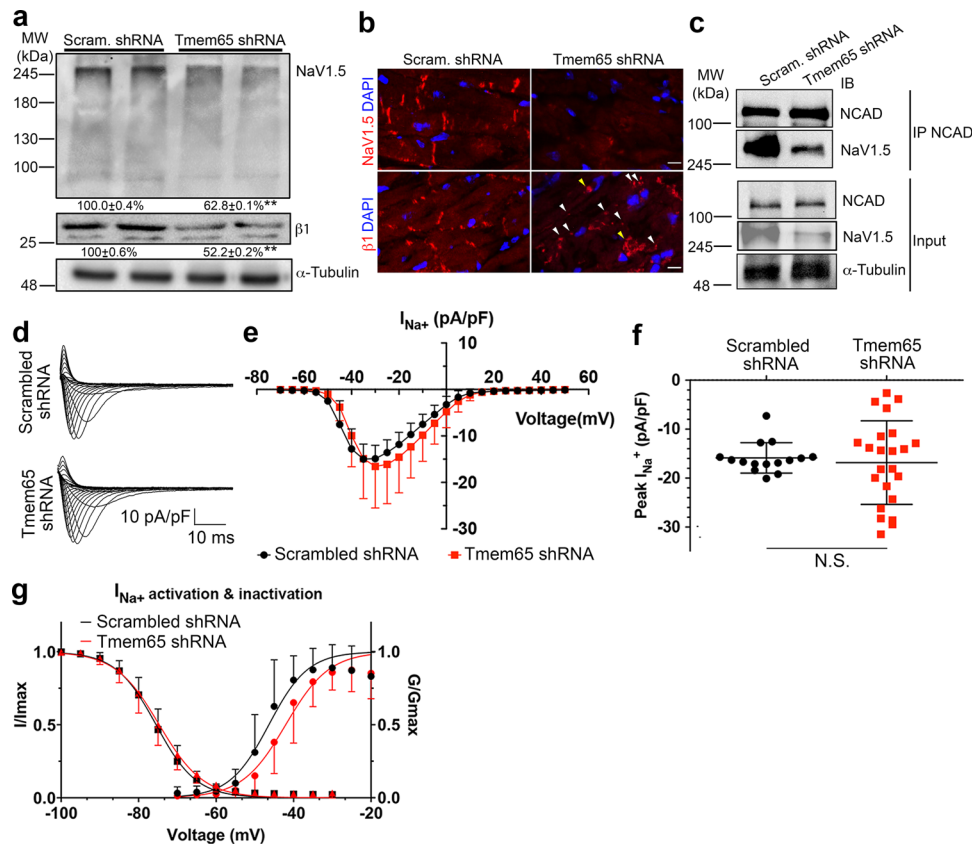 a
MW
(kDa)
Scram. shRNA
Tmem65 shRNA
245
180
130
100
NaV1.5
100.0±0.4%
62.8±0.1%**
25
β1
100±0.6%
52.2±0.2%**
48
α-Tubulin
b
Scram. shRNA
Tmem65 shRNA
NaV1.5 DAPI
β1 DAPI
c
MW
(kDa)
Scram. shRNA
Tmem65 shRNA
IB
100
NCAD
245
NaV1.5
IP NCAD
100
NCAD
245
NaV1.5
48
α-Tubulin
Input
d
Scrambled
shRNA
Tmem65
shRNA
10 pA/pF
10 ms
e
INa+ (pA/pF)
10
-80 -60 -40 -20 20 40 60
Voltage(mV)
-10
-20
-30
Scrambled shRNA
Tmem65 shRNA
f
Scrambled
shRNA
Tmem65
shRNA
Peak INa+ (pA/pF)
0
-10
-20
-30
N.S.
g
INa+ activation & inactivation
Scrambled shRNA
Tmem65 shRNA
I/Imax
1.0
0.5
0.0
G/Gmax
1.0
0.5
0.0
-100 -80 -60 -40 -20
Voltage (mV)